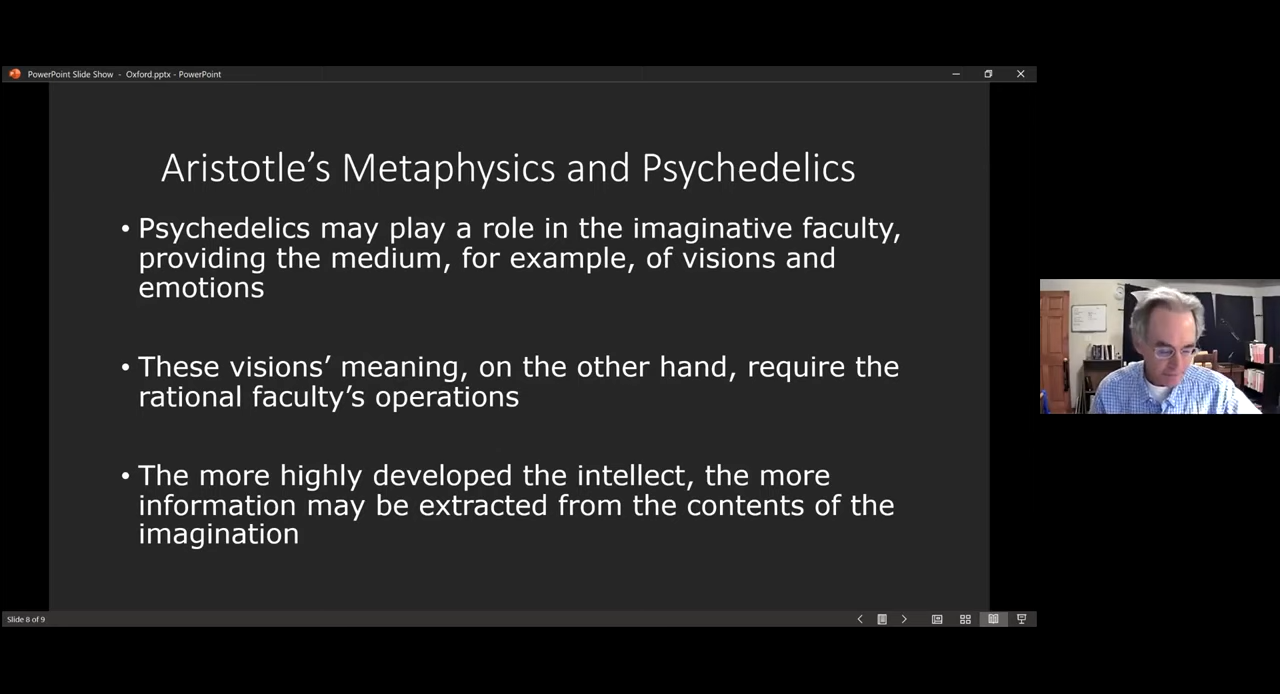 PowerPoint Slide Show - Oxford.pptx - PowerPoint
Aristotle’s Metaphysics and Psychedelics
• Psychedelics may play a role in the imaginative faculty,
providing the medium, for example, of visions and
emotions
• These visions’ meaning, on the other hand, require the
rational faculty’s operations
• The more highly developed the intellect, the more
information may be extracted from the contents of the
imagination
Slide 8 of 9